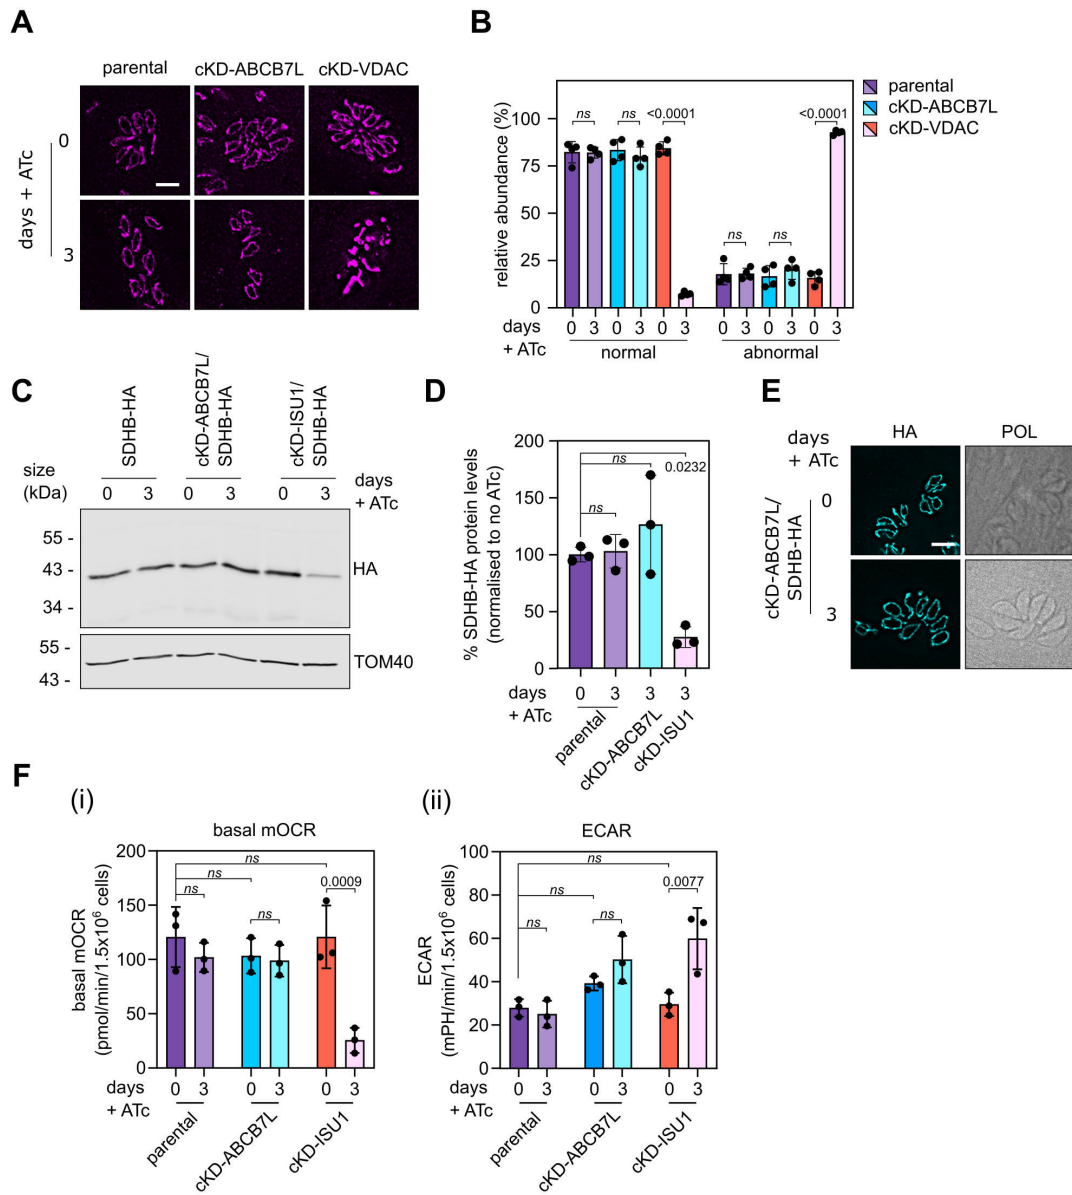 A
parental
cKD-ABCB7L
cKD-VDAC
days + ATc
0
3
B
relative abundance (%)
100
75
50
25
0
ns
ns
<0.0001
ns
ns
<0.0001
parental
cKD-ABCB7L
cKD-VDAC
days
+ ATc
0 3 0 3 0 3 0 3 0 3 0 3
normal
abnormal
C
SDHB-HA
cKD-ABCB7L/
SDHB-HA
cKD-ISU1/
SDHB-HA
size
(kDa)
0 3 0 3 0 3
days
+ ATc
55 -
43 -
34 -
HA
55 -
43 -
TOM40
D
% SDHB-HA protein levels
(normalised to no ATc)
200
150
100
50
0
ns
ns
0.0232
days
+ ATc
0 3 3 3
parental
cKD-ABCB7L
cKD-ISU1
E
days
+ ATc
HA
POL
cKD-ABCB7L/
SDHB-HA
0
3
F
(i)
basal mOCR
basal mOCR
(pmol/min/1.5x10⁶ cells)
200
150
100
50
0
ns
ns
ns
ns
0.0009
days
+ ATc
0 3 0 3 0 3
parental
cKD-ABCB7L
cKD-ISU1
(ii)
ECAR
ECAR
(mPH/min/1.5x10⁶ cells)
100
80
60
40
20
0
ns
ns
ns
ns
0.0077
days
+ ATc
0 3 0 3 0 3
parental
cKD-ABCB7L
cKD-ISU1